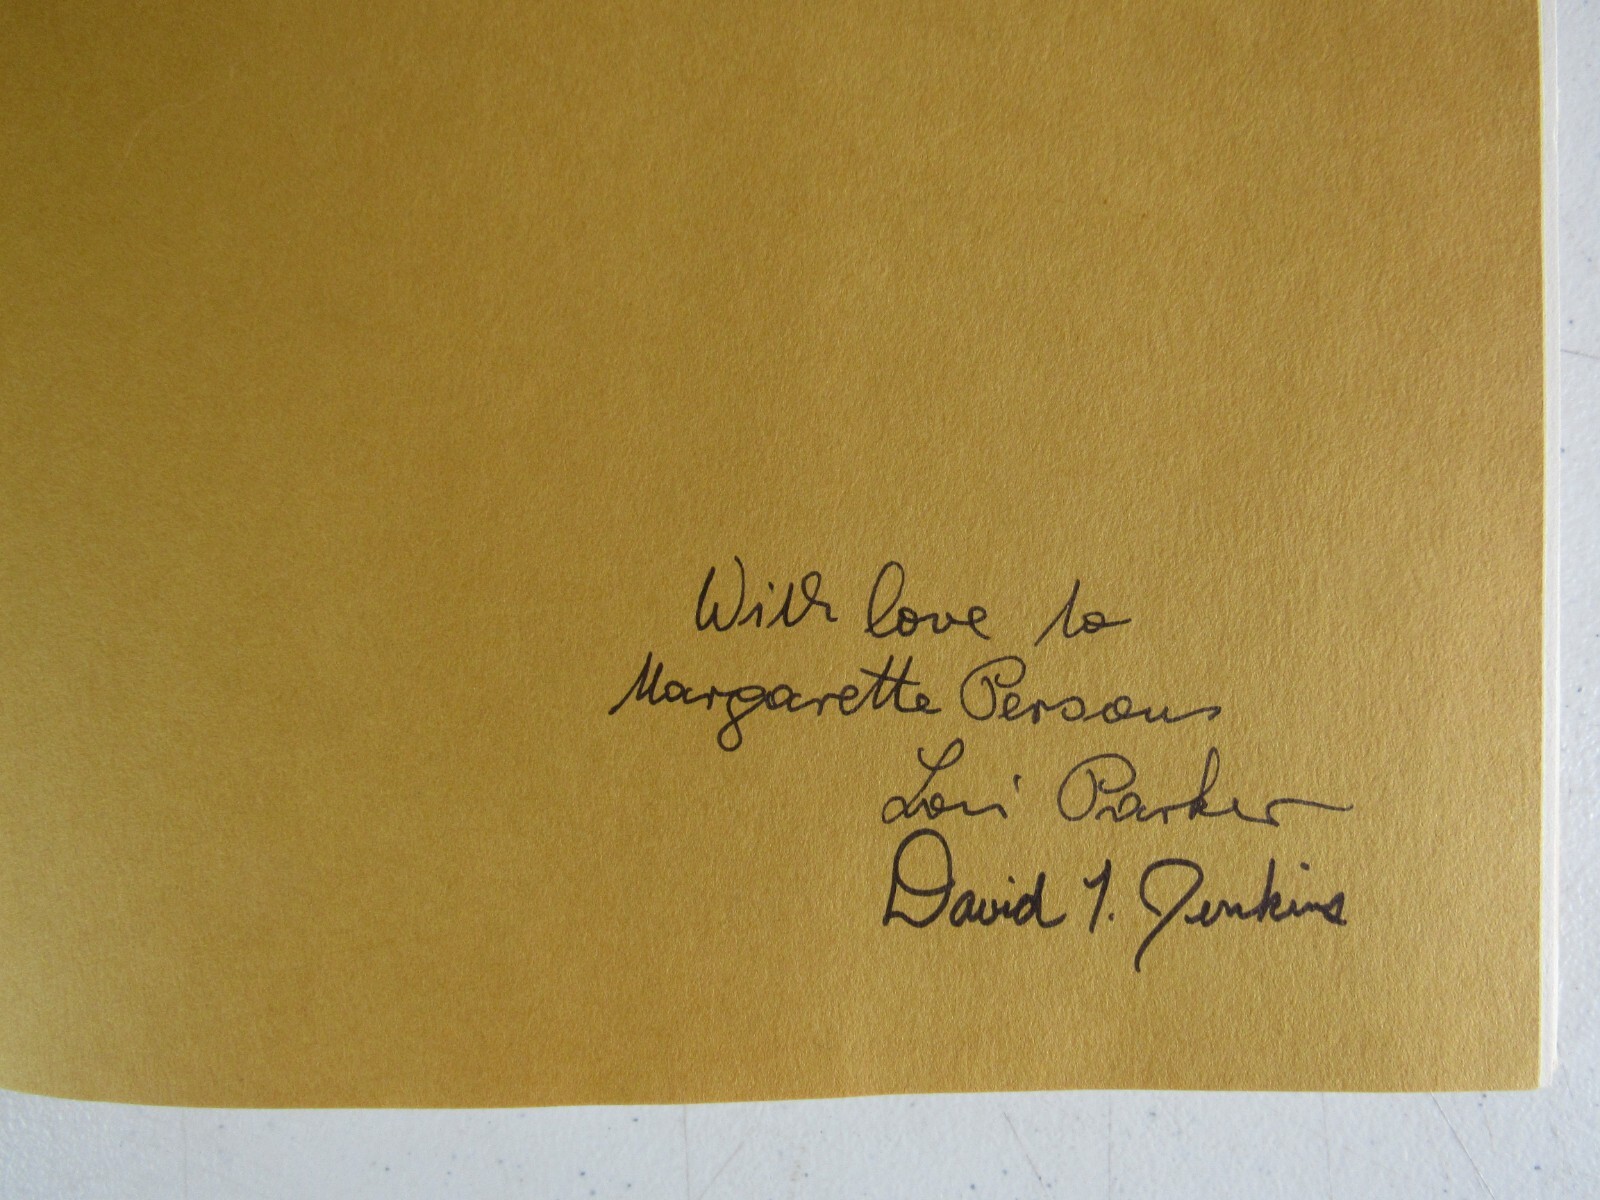 With love to
Margarette Persons
Lori Parker
David T. Jenkins